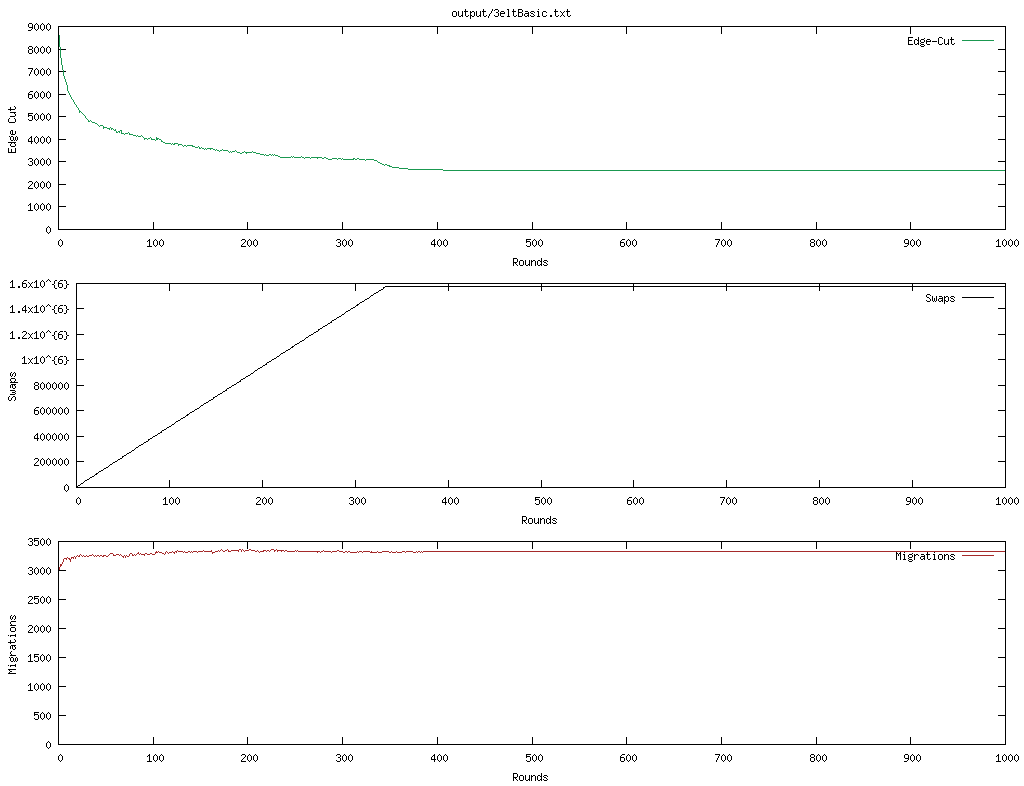 output/3eltBasic.txt
Edge Cut
9000
8000
7000
6000
5000
4000
3000
2000
1000
0
Edge-Cut
0 100 200 300 400 500 600 700 800 900 1000
Rounds
Swaps
1.6x10^{6}
1.4x10^{6}
1.2x10^{6}
1x10^{6}
800000
600000
400000
200000
0
Swaps
0 100 200 300 400 500 600 700 800 900 1000
Rounds
Migrations
3500
3000
2500
2000
1500
1000
500
0
Migrations
0 100 200 300 400 500 600 700 800 900 1000
Rounds